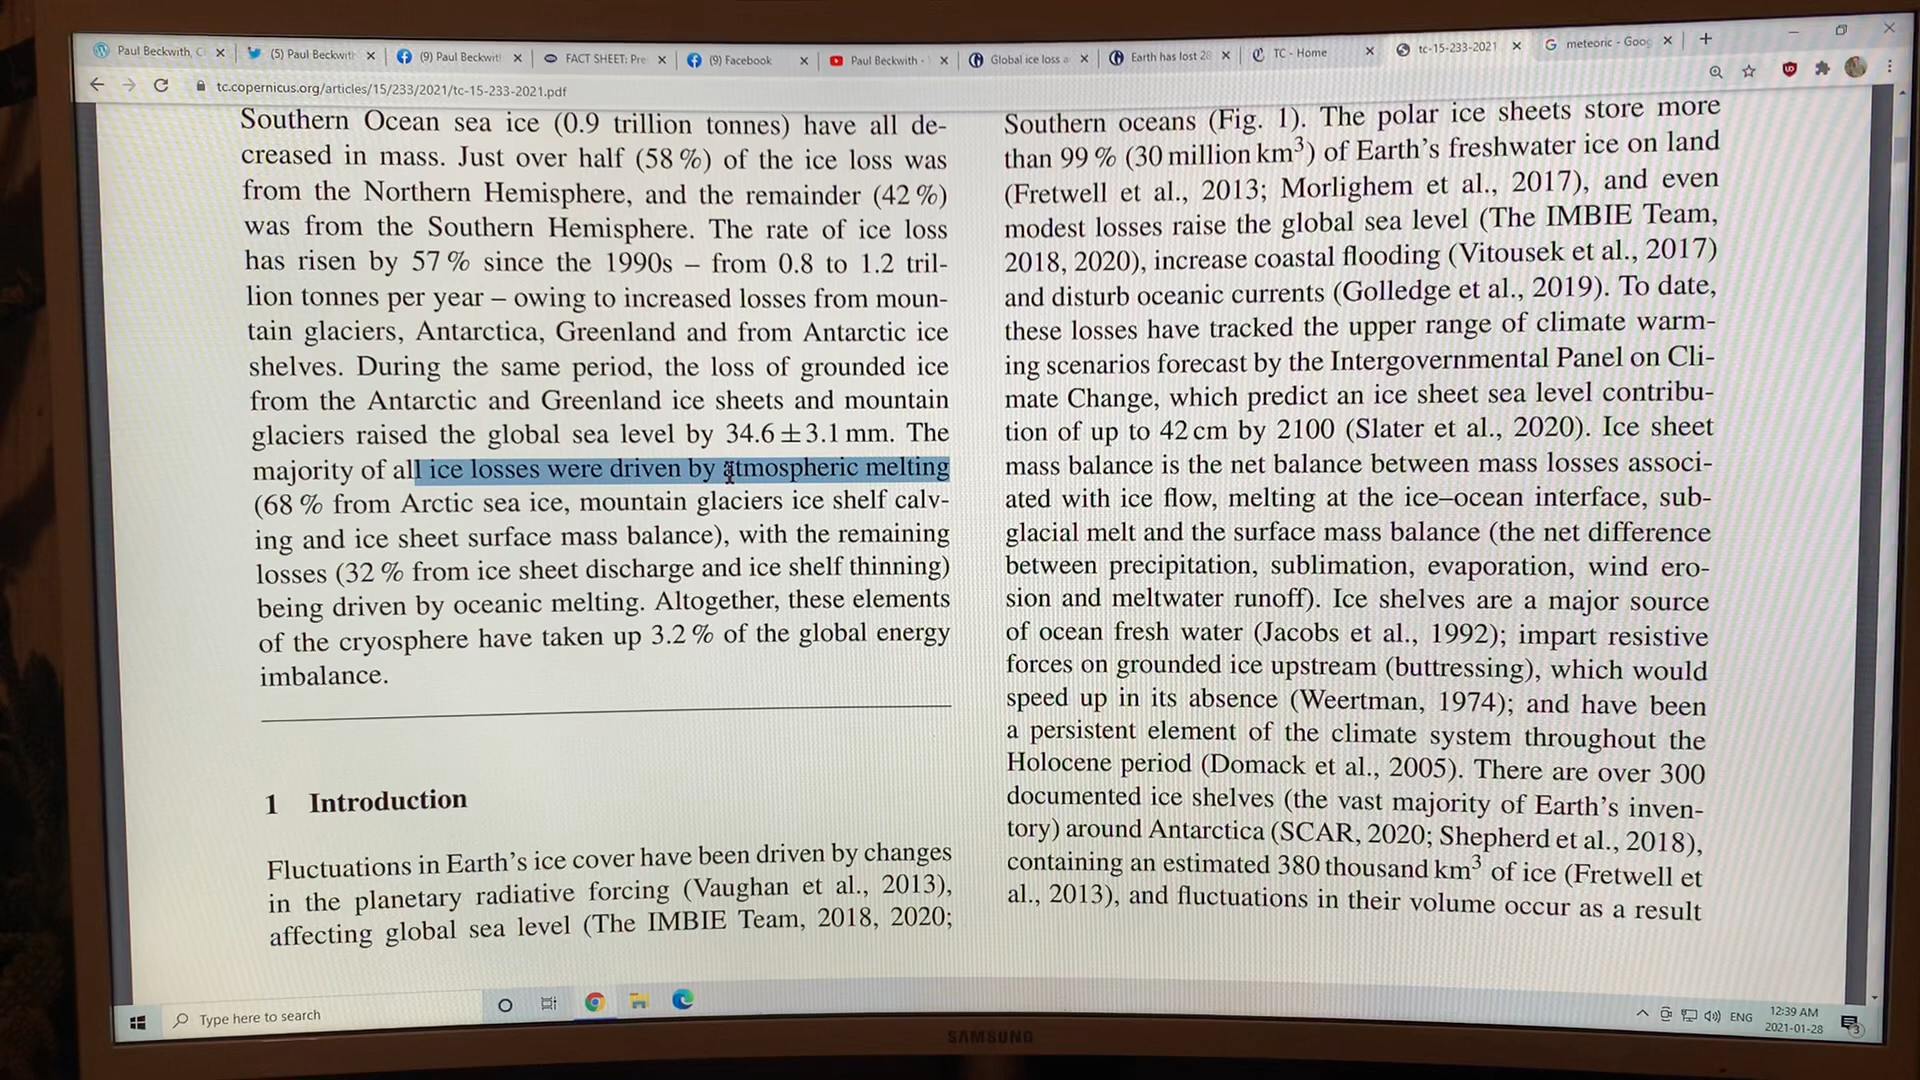 Paul Beckwith, C
(5) Paul Beckwith
(9) Paul Beckwit
FACT SHEET: Pre
(9) Facebook
Paul Beckwith -
Global ice loss a
Earth has lost 28
TC - Home
tc-15-233-2021
meteoric - Goog
tc.copernicus.org/articles/15/233/2021/tc-15-233-2021.pdf
Southern Ocean sea ice (0.9 trillion tonnes) have all de-
creased in mass. Just over half (58 %) of the ice loss was
from the Northern Hemisphere, and the remainder (42 %)
was from the Southern Hemisphere. The rate of ice loss
has risen by 57 % since the 1990s – from 0.8 to 1.2 tril-
lion tonnes per year – owing to increased losses from moun-
tain glaciers, Antarctica, Greenland and from Antarctic ice
shelves. During the same period, the loss of grounded ice
from the Antarctic and Greenland ice sheets and mountain
glaciers raised the global sea level by 34.6 ± 3.1 mm. The
majority of all ice losses were driven by atmospheric melting
(68 % from Arctic sea ice, mountain glaciers ice shelf calv-
ing and ice sheet surface mass balance), with the remaining
losses (32 % from ice sheet discharge and ice shelf thinning)
being driven by oceanic melting. Altogether, these elements
of the cryosphere have taken up 3.2 % of the global energy
imbalance.
1 Introduction
Fluctuations in Earth's ice cover have been driven by changes
in the planetary radiative forcing (Vaughan et al., 2013),
affecting global sea level (The IMBIE Team, 2018, 2020;
Southern oceans (Fig. 1). The polar ice sheets store more
than 99 % (30 million km³) of Earth's freshwater ice on land
(Fretwell et al., 2013; Morlighem et al., 2017), and even
modest losses raise the global sea level (The IMBIE Team,
2018, 2020), increase coastal flooding (Vitousek et al., 2017)
and disturb oceanic currents (Golledge et al., 2019). To date,
these losses have tracked the upper range of climate warm-
ing scenarios forecast by the Intergovernmental Panel on Cli-
mate Change, which predict an ice sheet sea level contribu-
tion of up to 42 cm by 2100 (Slater et al., 2020). Ice sheet
mass balance is the net balance between mass losses associ-
ated with ice flow, melting at the ice–ocean interface, sub-
glacial melt and the surface mass balance (the net difference
between precipitation, sublimation, evaporation, wind ero-
sion and meltwater runoff). Ice shelves are a major source
of ocean fresh water (Jacobs et al., 1992); impart resistive
forces on grounded ice upstream (buttressing), which would
speed up in its absence (Weertman, 1974); and have been
a persistent element of the climate system throughout the
Holocene period (Domack et al., 2005). There are over 300
documented ice shelves (the vast majority of Earth's inven-
tory) around Antarctica (SCAR, 2020; Shepherd et al., 2018),
containing an estimated 380 thousand km³ of ice (Fretwell et
al., 2013), and fluctuations in their volume occur as a result
Type here to search
ENG
12:39 AM
2021-01-28
3
SAMSUNG